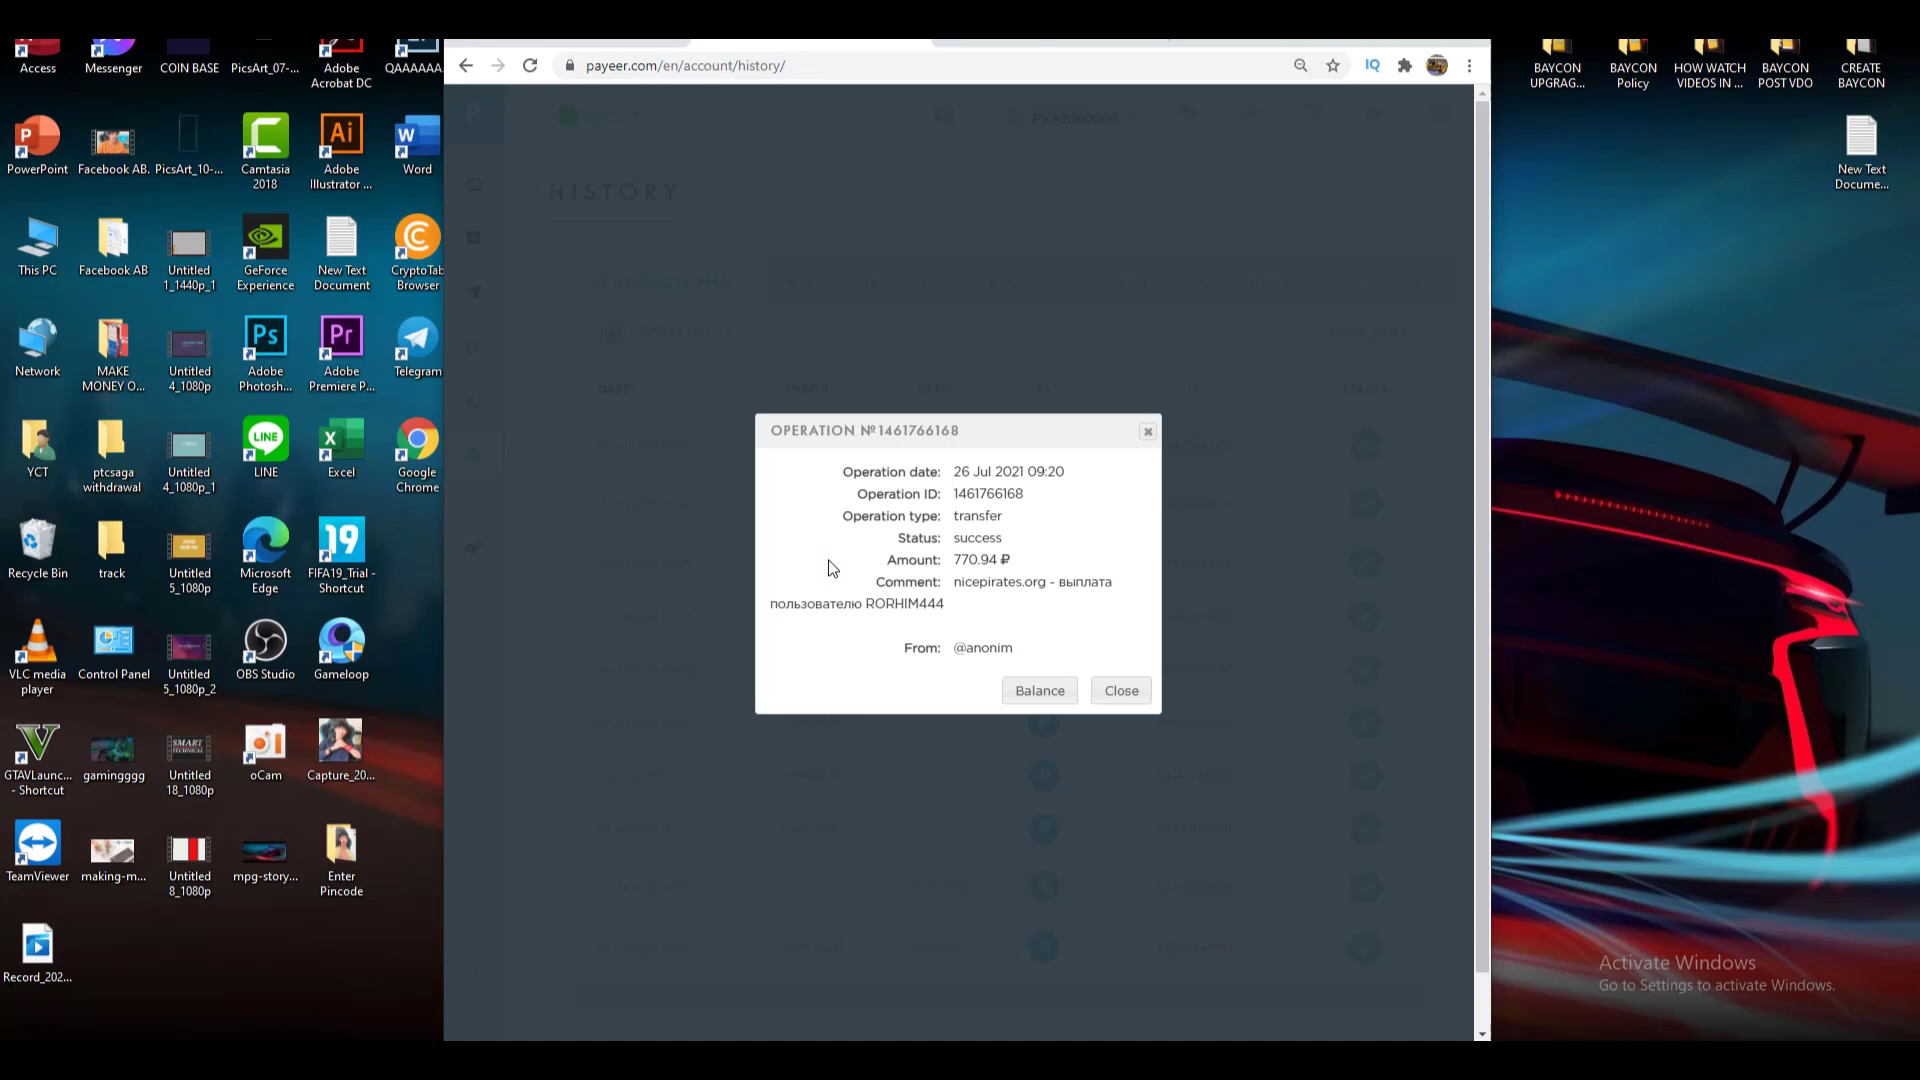 Access
Messenger
COIN BASE
PicsArt_07-...
Adobe
Acrobat DC
QAAAAAA.
payeer.com/en/account/history/
IQ
BAYCON
UPGRAG...
BAYCON
Policy
HOW WATCH
VIDEOS IN ...
BAYCON
POST VDO
CREATE
BAYCON
PowerPoint
Facebook AB.
PicsArt_10-...
Camtasia
2018
Adobe
Illustrator ...
Word
HISTORY
New Text
Docume...
This PC
Facebook AB
Untitled
1_1440p_1
GeForce
Experience
New Text
Document
CryptoTab
Browser
Network
MAKE
MONEY O...
Untitled
4_1080p
Adobe
Photosh...
Adobe
Premiere P...
Telegram
DATE
YCT
ptcsaga
withdrawal
Untitled
4_1080p_1
LINE
Excel
Google
Chrome
OPERATION №1461766168
Operation date: 26 Jul 2021 09:20
Operation ID: 1461766168
Operation type: transfer
Status: success
Amount: 770.94 ₽
Comment: nicepirates.org - выплата
пользователю RORHIM444
From: @anonim
Balance
Close
Recycle Bin
track
Untitled
5_1080p
Microsoft
Edge
FIFA19_Trial -
Shortcut
VLC media
player
Control Panel
Untitled
5_1080p_2
OBS Studio
Gameloop
GTAVLaunc...
- Shortcut
gamingggg
Untitled
18_1080p
oCam
Capture_20...
TeamViewer
making-m...
Untitled
8_1080p
mpg-story...
Enter
Pincode
Record_202...
Activate Windows
Go to Settings to activate Windows.